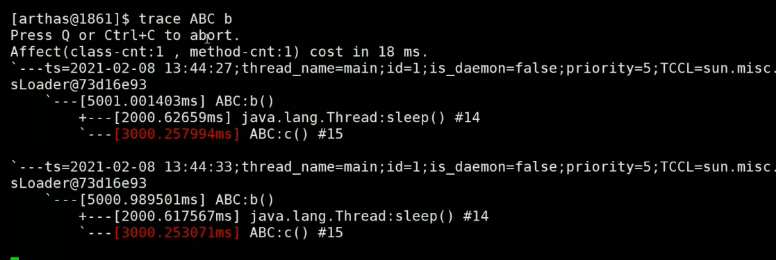 [arthas@1861]$ trace ABC b
Press Q or Ctrl+C to abort.
Affect(class-cnt:1 , method-cnt:1) cost in 18 ms.
`---ts=2021-02-08 13:44:27;thread_name=main;id=1;is_daemon=false;priority=5;TCCL=sun.misc.
sLoader@73d16e93
    `---[5001.001403ms] ABC:b()
        +---[2000.62659ms] java.lang.Thread:sleep() #14
        `---[3000.257994ms] ABC:c() #15
`---ts=2021-02-08 13:44:33;thread_name=main;id=1;is_daemon=false;priority=5;TCCL=sun.misc.
sLoader@73d16e93
    `---[5000.989501ms] ABC:b()
        +---[2000.617567ms] java.lang.Thread:sleep() #14
        `---[3000.253071ms] ABC:c() #15